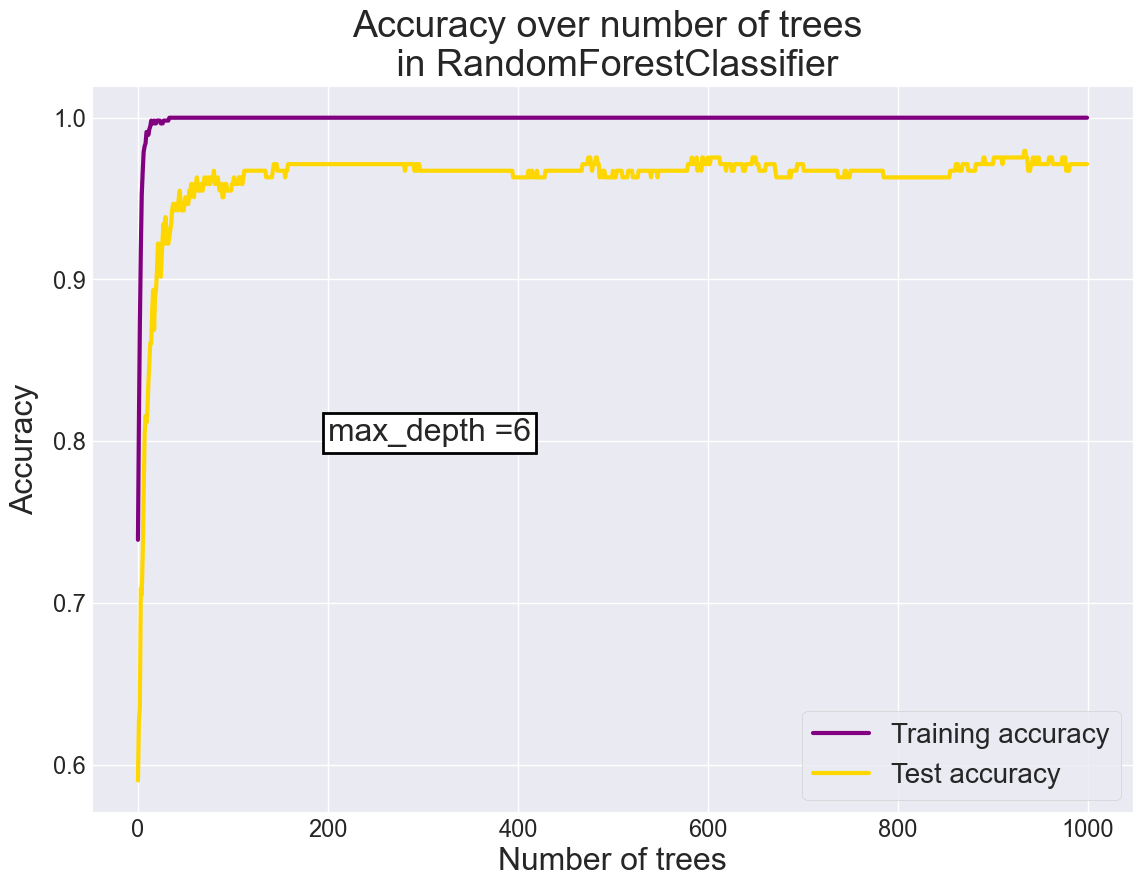 Accuracy over number of trees
in RandomForestClassifier
1.0
0.9
0.8
0.7
0.6
Accuracy
max_depth =6
Training accuracy
Test accuracy
0 200 400 600 800 1000
Number of trees